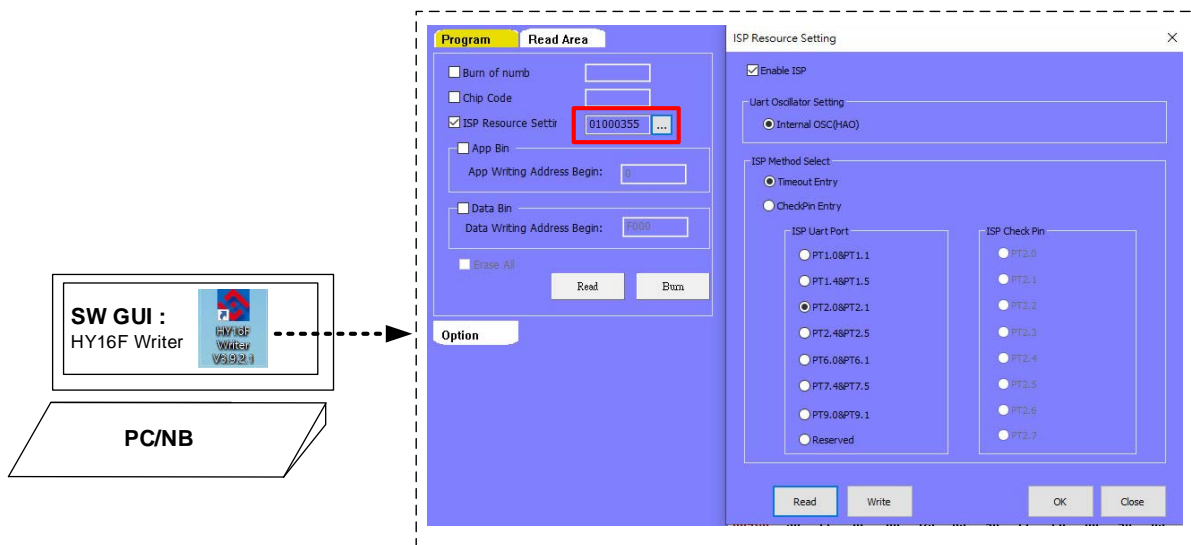 SW GUI :
HY16F Writer
HY16F
Writer
V3.9.2.1
PC/NB
Program
Read Area
Burn of numb
Chip Code
ISP Resource Settir
01000355
...
App Bin
App Writing Address Begin:
0
Data Bin
Data Writing Address Begin:
F000
Erase All
Read
Burn
Option
ISP Resource Setting
Enable ISP
Uart Oscillator Setting
Internal OSC(HAO)
ISP Method Select
Timeout Entry
CheckPin Entry
ISP Uart Port
PT1.0&PT1.1
PT1.4&PT1.5
PT2.0&PT2.1
PT2.4&PT2.5
PT6.0&PT6.1
PT7.4&PT7.5
PT9.0&PT9.1
Reserved
ISP Check Pin
PT2.0
PT2.1
PT2.2
PT2.3
PT2.4
PT2.5
PT2.6
PT2.7
Read
Write
OK
Close